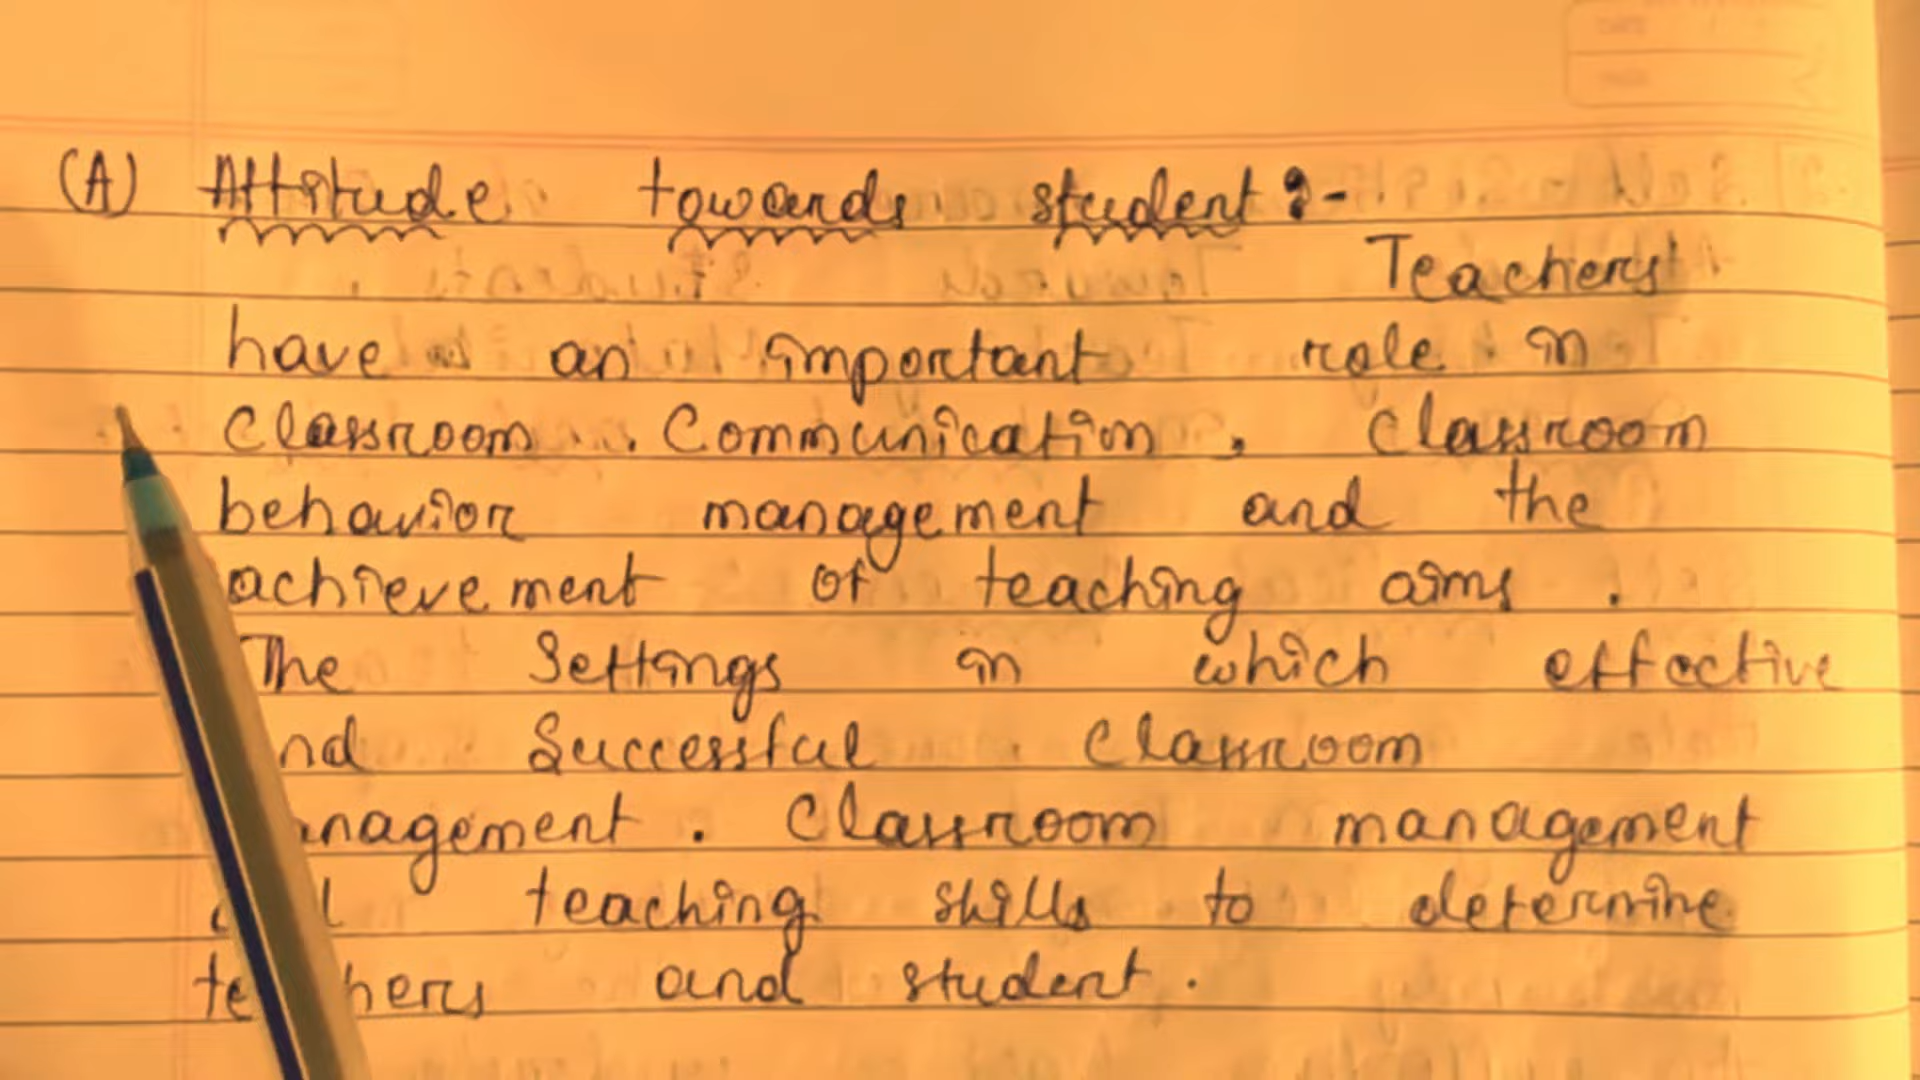 (A) Attitude towards student :-
Teachers
have an important role in
classroom . Communication , classroom
behavior management and the
achievement of teaching aims .
The settings in which effective
nd successful classroom
nagement . Classroom management
teaching skills to determine
and student .